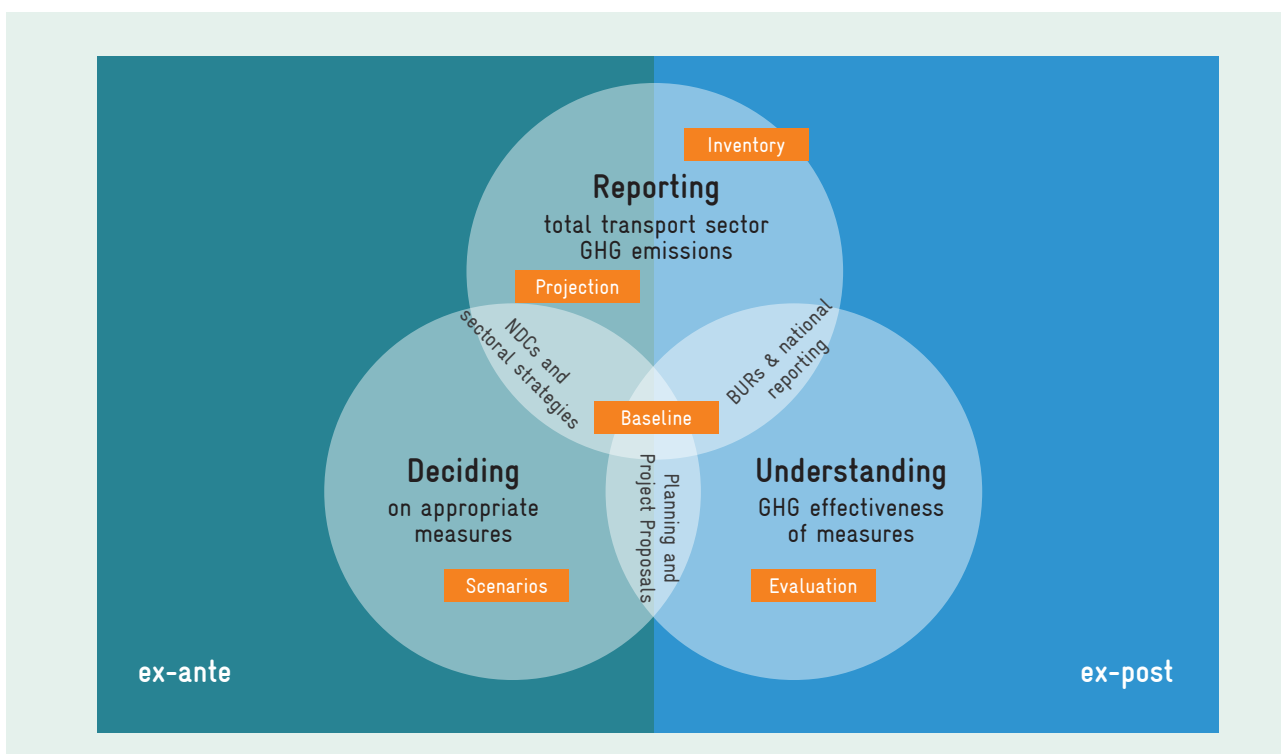 Inventory
Reporting
total transport sector
GHG emissions
Projection
NDCs and
sectoral strategies
BURs & national
reporting
Baseline
Deciding
on appropriate
measures
Scenarios
Planning and
Project Proposals
Understanding
GHG effectiveness
of measures
Evaluation
ex-ante
ex-post